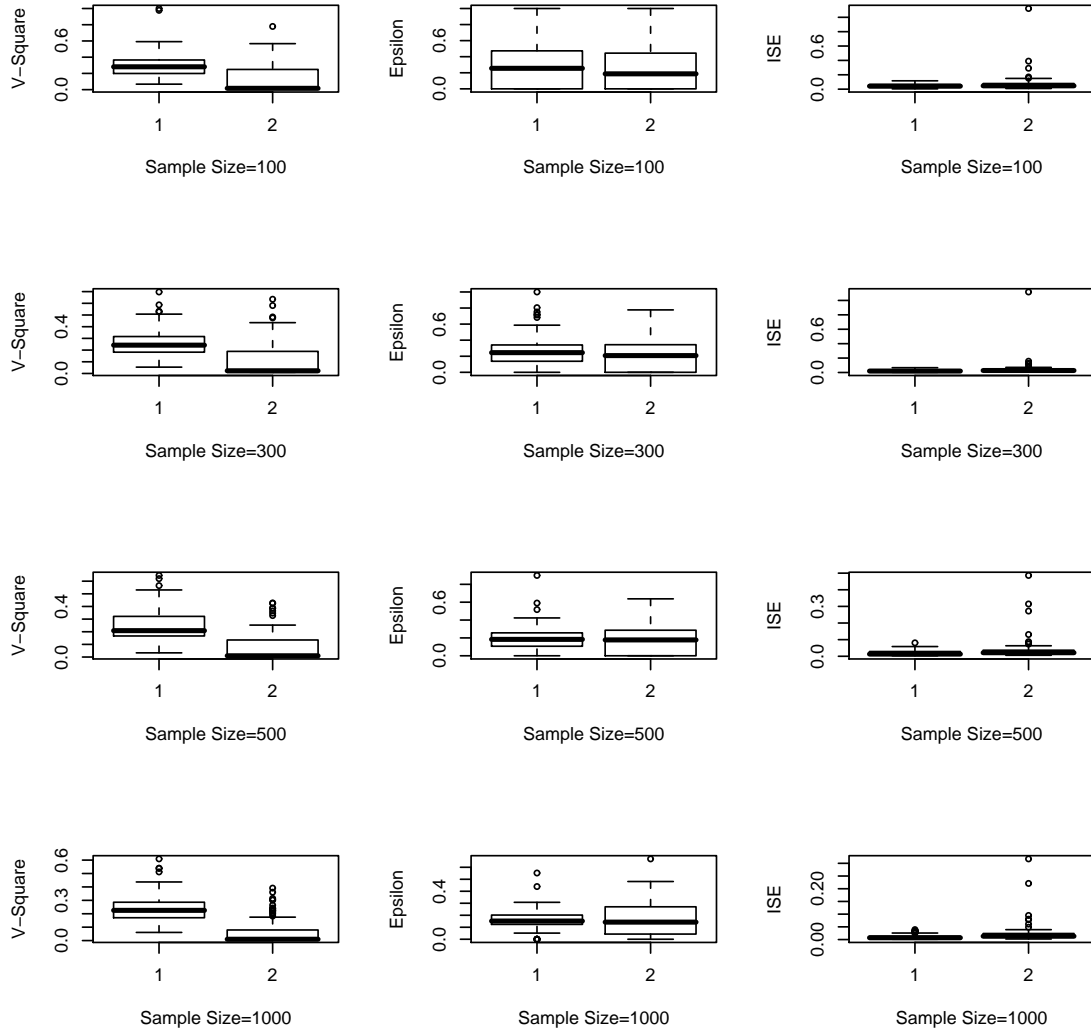 V−Square
0.0 0.6
1 2
Sample Size=100
Epsilon
0.0 0.6
1 2
Sample Size=100
ISE
0.0 0.6
1 2
Sample Size=100
V−Square
0.0 0.4
1 2
Sample Size=300
Epsilon
0.0 0.6
1 2
Sample Size=300
ISE
0.0 0.6
1 2
Sample Size=300
V−Square
0.0 0.4
1 2
Sample Size=500
Epsilon
0.0 0.6
1 2
Sample Size=500
ISE
0.0 0.3
1 2
Sample Size=500
V−Square
0.0 0.3 0.6
1 2
Sample Size=1000
Epsilon
0.0 0.4
1 2
Sample Size=1000
ISE
0.00 0.20
1 2
Sample Size=1000